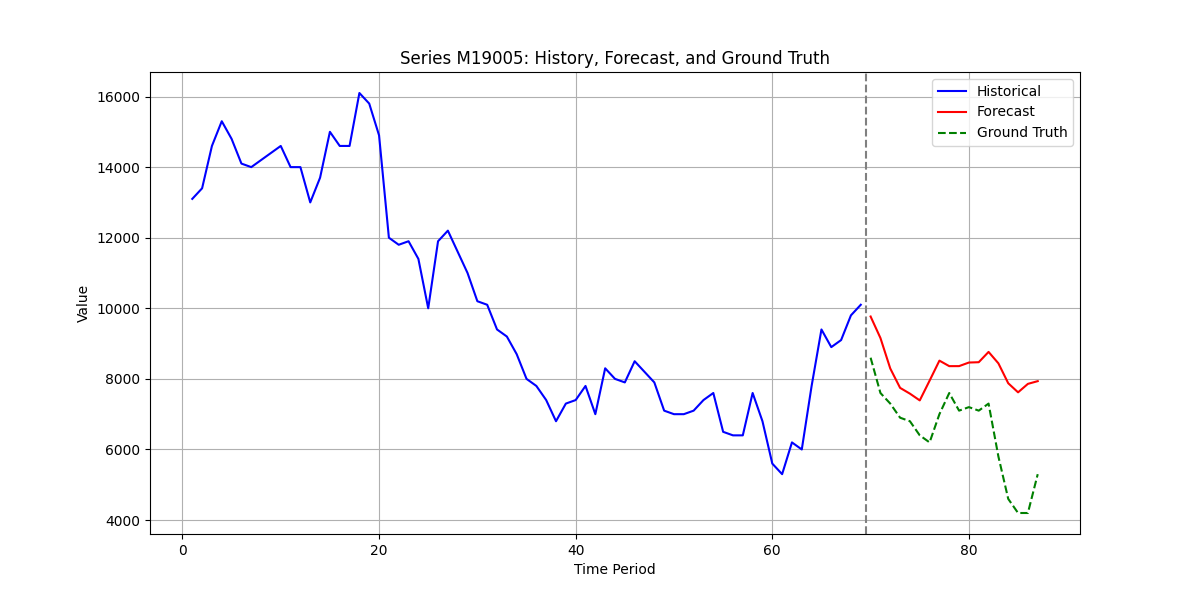 Series M19005: History, Forecast, and Ground Truth
Historical
Forecast
Ground Truth
16000
14000
12000
10000
8000
6000
4000
Value
0 20 40 60 80
Time Period